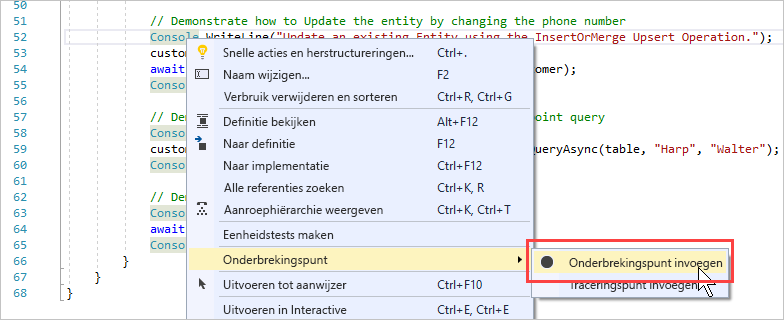 50
51 // Demonstrate how to Update the entity by changing the phone number
52 Console.WriteLine("Update an existing Entity using the InsertOrMerge Upsert Operation.");
53 custom
54 await omer);
55 Conso
56
57 // De point query
58 Conso
59 custom QueryAsync(table, "Harp", "Walter");
60 Conso
61
62 // De
63 Conso
64 await
65 Conso
66 }
67 }
68 }
Snelle acties en herstructureringen... Ctrl+.
Naam wijzigen... F2
Verbruik verwijderen en sorteren Ctrl+R, Ctrl+G
Definitie bekijken Alt+F12
Naar definitie F12
Naar implementatie Ctrl+F12
Alle referenties zoeken Ctrl+K, R
Aanroephiërarchie weergeven Ctrl+K, Ctrl+T
Eenheidstests maken
Onderbrekingspunt
Uitvoeren tot aanwijzer Ctrl+F10
Uitvoeren in Interactive Ctrl+E, Ctrl+E
Onderbrekingspunt invoegen
Traceringspunt invoegen